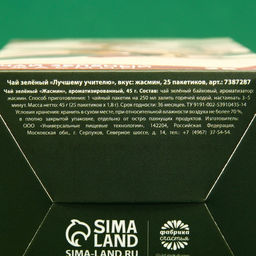 Чай зелёный «Лучшему учителю», вкус: жасмин, 25 пакетиков, арт.: 7387287
Чай зелёный «Жасмин», ароматизированный, 45 г. Состав: чай зелёный байховый, ароматизатор:
жасмин. Способ приготовления: 1 чайный пакетик на 250 мл залить горячей водой, настаивать 3–5
минут. Масса нетто: 45 г (25 пакетиков х 1,8 г). Срок годности: 36 месяцев. ТУ 9191-002-53910415-14
Условия хранения: хранить при относительной влажности воздуха не более 70 %,
в плотно закрытой упаковке, отдельно от остро пахнущих продуктов. Изготовитель:
ООО «Универсальные пищевые технологии», 142204, Российская Федерация,
Московская обл., г. Серпухов, Северное шоссе, д. 14, тел.: +7 (4967) 37-54-54.
SIMA
LAND
SIMA-LAND.RU
фабрика
счастья